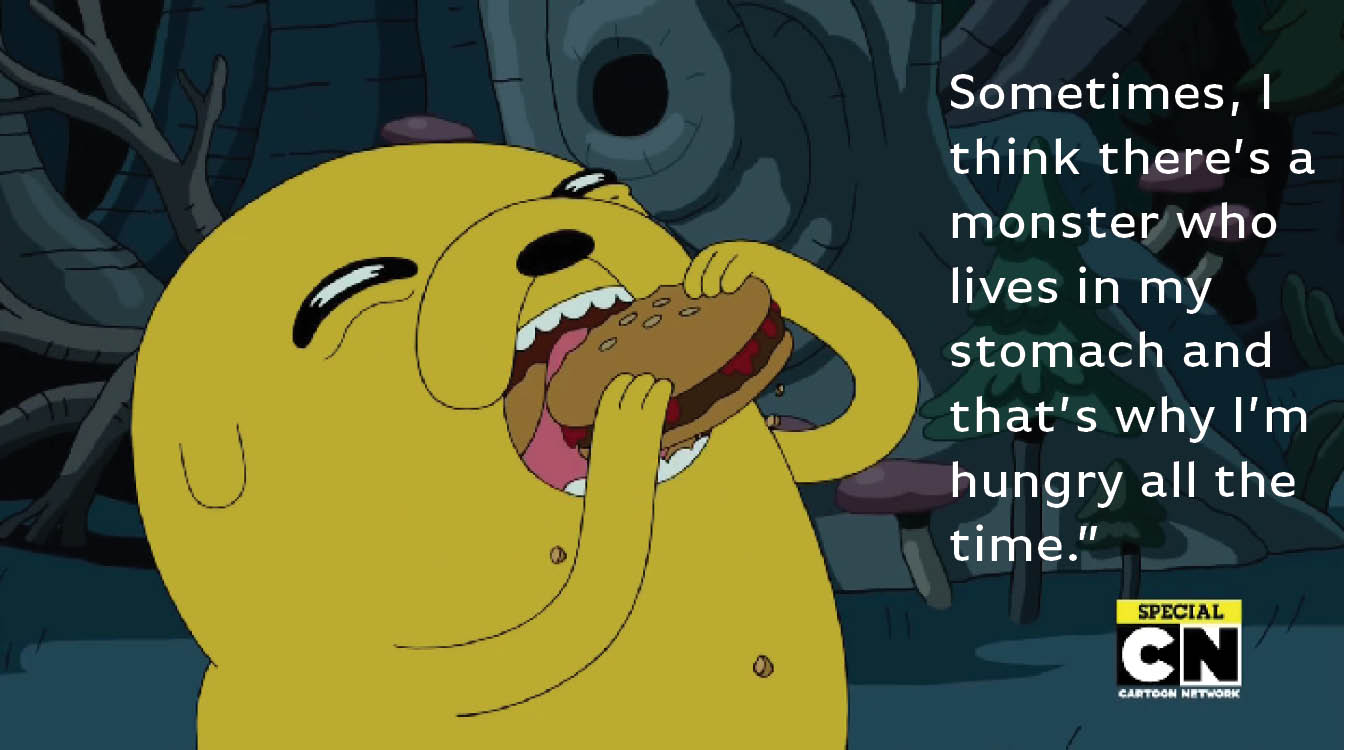 Sometimes, I
think there’s a
monster who
lives in my
stomach and
that’s why I’m
hungry all the
time.”
SPECIAL
CN
CARTOON NETWORK